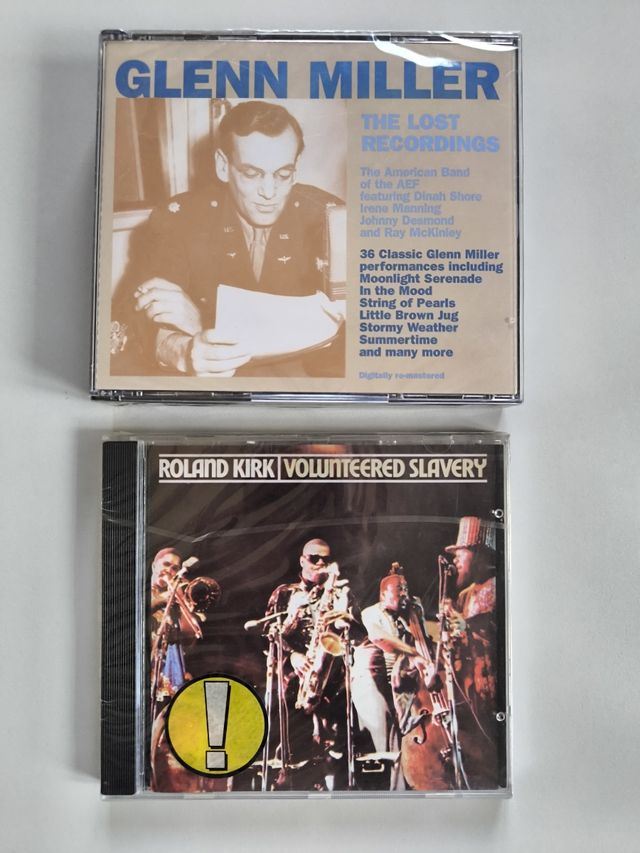 GLENN MILLER
THE LOST
RECORDINGS
The American Band
of the AEF
featuring Dinah Shore
Irene Manning
Johnny Desmond
and Ray McKinley
36 Classic Glenn Miller
performances including
Moonlight Serenade
In the Mood
String of Pearls
Little Brown Jug
Stormy Weather
Summertime
and many more
Digitally re-mastered
ROLAND KIRK VOLUNTEERED SLAVERY
!